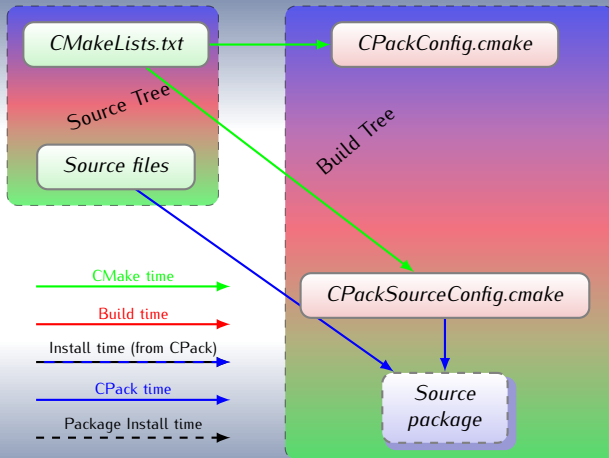 CMakeLists.txt
CPackConfig.cmake
Source Tree
Build Tree
Source files
CMake time
CPackSourceConfig.cmake
Build time
Install time (from CPack)
CPack time
Source
package
Package Install time